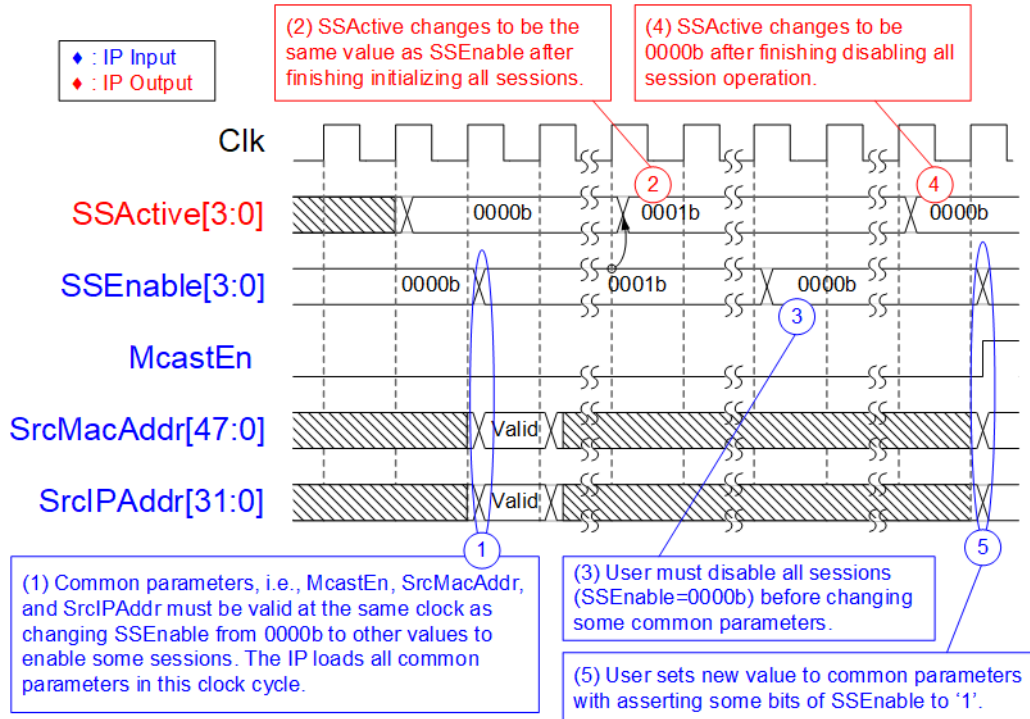 ♦ : IP Input
♦ : IP Output
(2) SSActive changes to be the
same value as SSEnable after
finishing initializing all sessions.
(4) SSActive changes to be
0000b after finishing disabling all
session operation.
Clk
2
4
SSActive[3:0]
0000b
0001b
0000b
SSEnable[3:0]
0000b
0001b
0000b
3
McastEn
SrcMacAddr[47:0]
Valid
SrcIPAddr[31:0]
Valid
1
5
(1) Common parameters, i.e., McastEn, SrcMacAddr,
and SrcIPAddr must be valid at the same clock as
changing SSEnable from 0000b to other values to
enable some sessions. The IP loads all common
parameters in this clock cycle.
(3) User must disable all sessions
(SSEnable=0000b) before changing
some common parameters.
(5) User sets new value to common parameters
with asserting some bits of SSEnable to ‘1’.